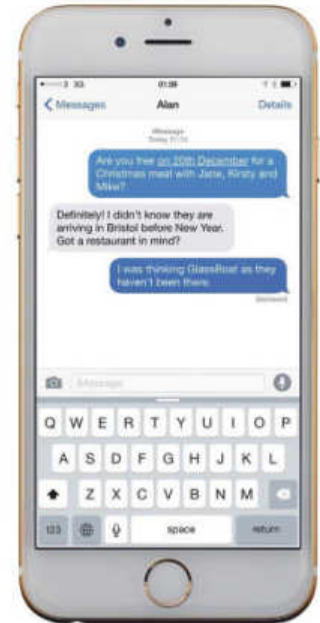 3G 01:39
Messages Alan Details
iMessage
Are you free on 20th December for a
Christmas meal with Jane, Kirsty and
Mike?
Definitely! I didn't know they are
arriving in Bristol before New Year.
Got a restaurant in mind?
I was thinking GlassBoat as they
haven't been there.
Delivered
iMessage
Q W E R T Y U I O P
A S D F G H J K L
Z X C V B N M
123 space return